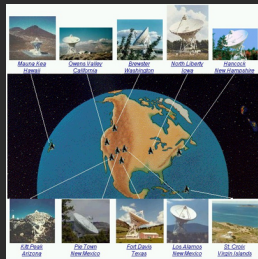 Mauna Kea
Hawaii
Owens Valley
California
Brewster
Washington
North Liberty
Iowa
Hancock
New Hampshire
Kitt Peak
Arizona
Pie Town
New Mexico
Fort Davis
Texas
Los Alamos
New Mexico
St. Croix
Virgin Islands